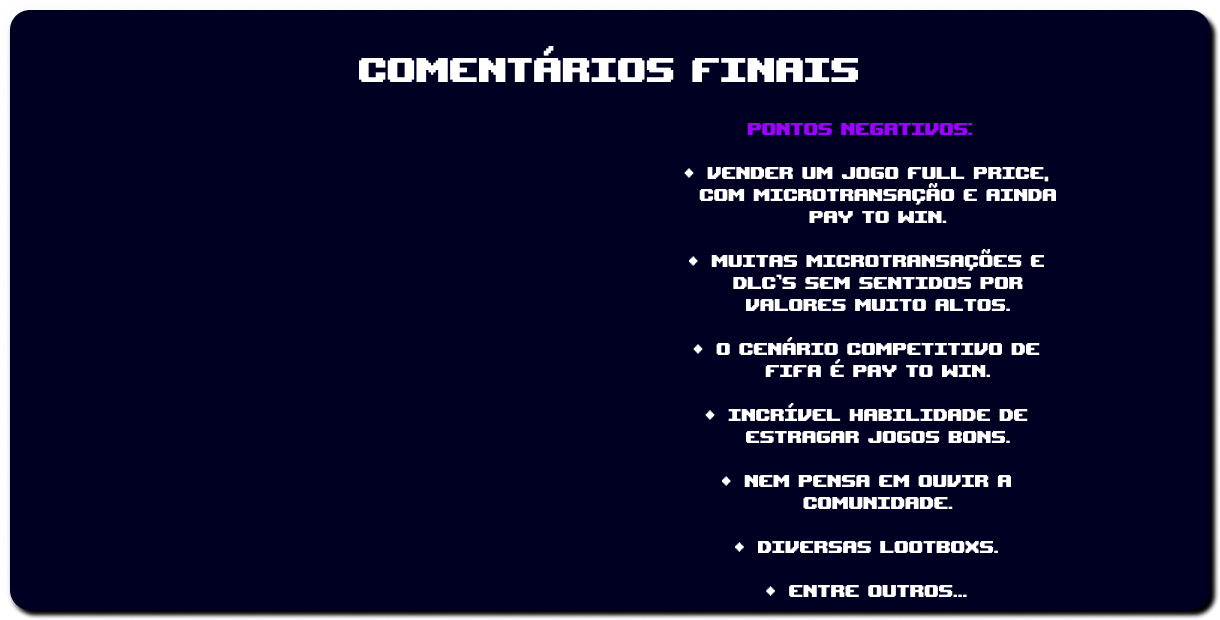 COMENTÁRIOS FINAIS
PONTOS NEGATIVOS:
◆ VENDER UM JOGO FULL PRICE,
COM MICROTRANSAÇÃO E AINDA
PAY TO WIN.
◆ MUITAS MICROTRANSAÇÕES E
DLC'S SEM SENTIDOS POR
VALORES MUITO ALTOS.
◆ O CENÁRIO COMPETITIVO DE
FIFA É PAY TO WIN.
◆ INCRÍVEL HABILIDADE DE
ESTRAGAR JOGOS BONS.
◆ NEM PENSA EM OUVIR A
COMUNIDADE.
◆ DIVERSAS LOOTBOXS.
◆ ENTRE OUTROS...